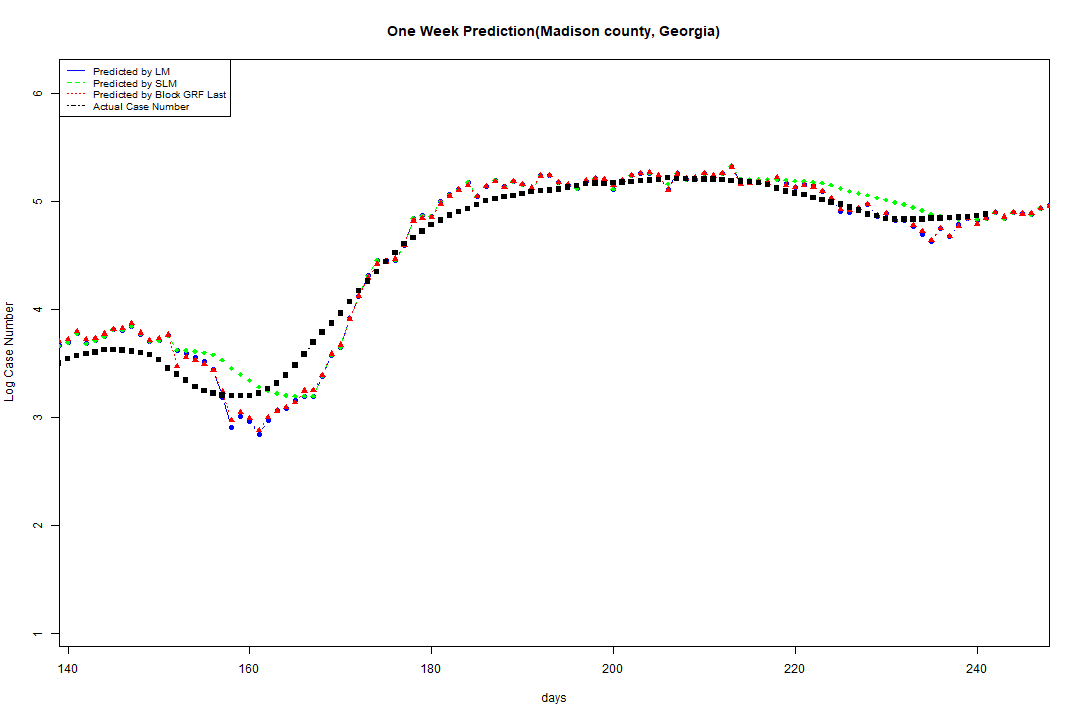 One Week Prediction(Madison county, Georgia)
Predicted by LM
Predicted by SLM
Predicted by Block GRF Last
Actual Case Number
6
5
4
3
2
1
Log Case Number
140 160 180 200 220 240
days